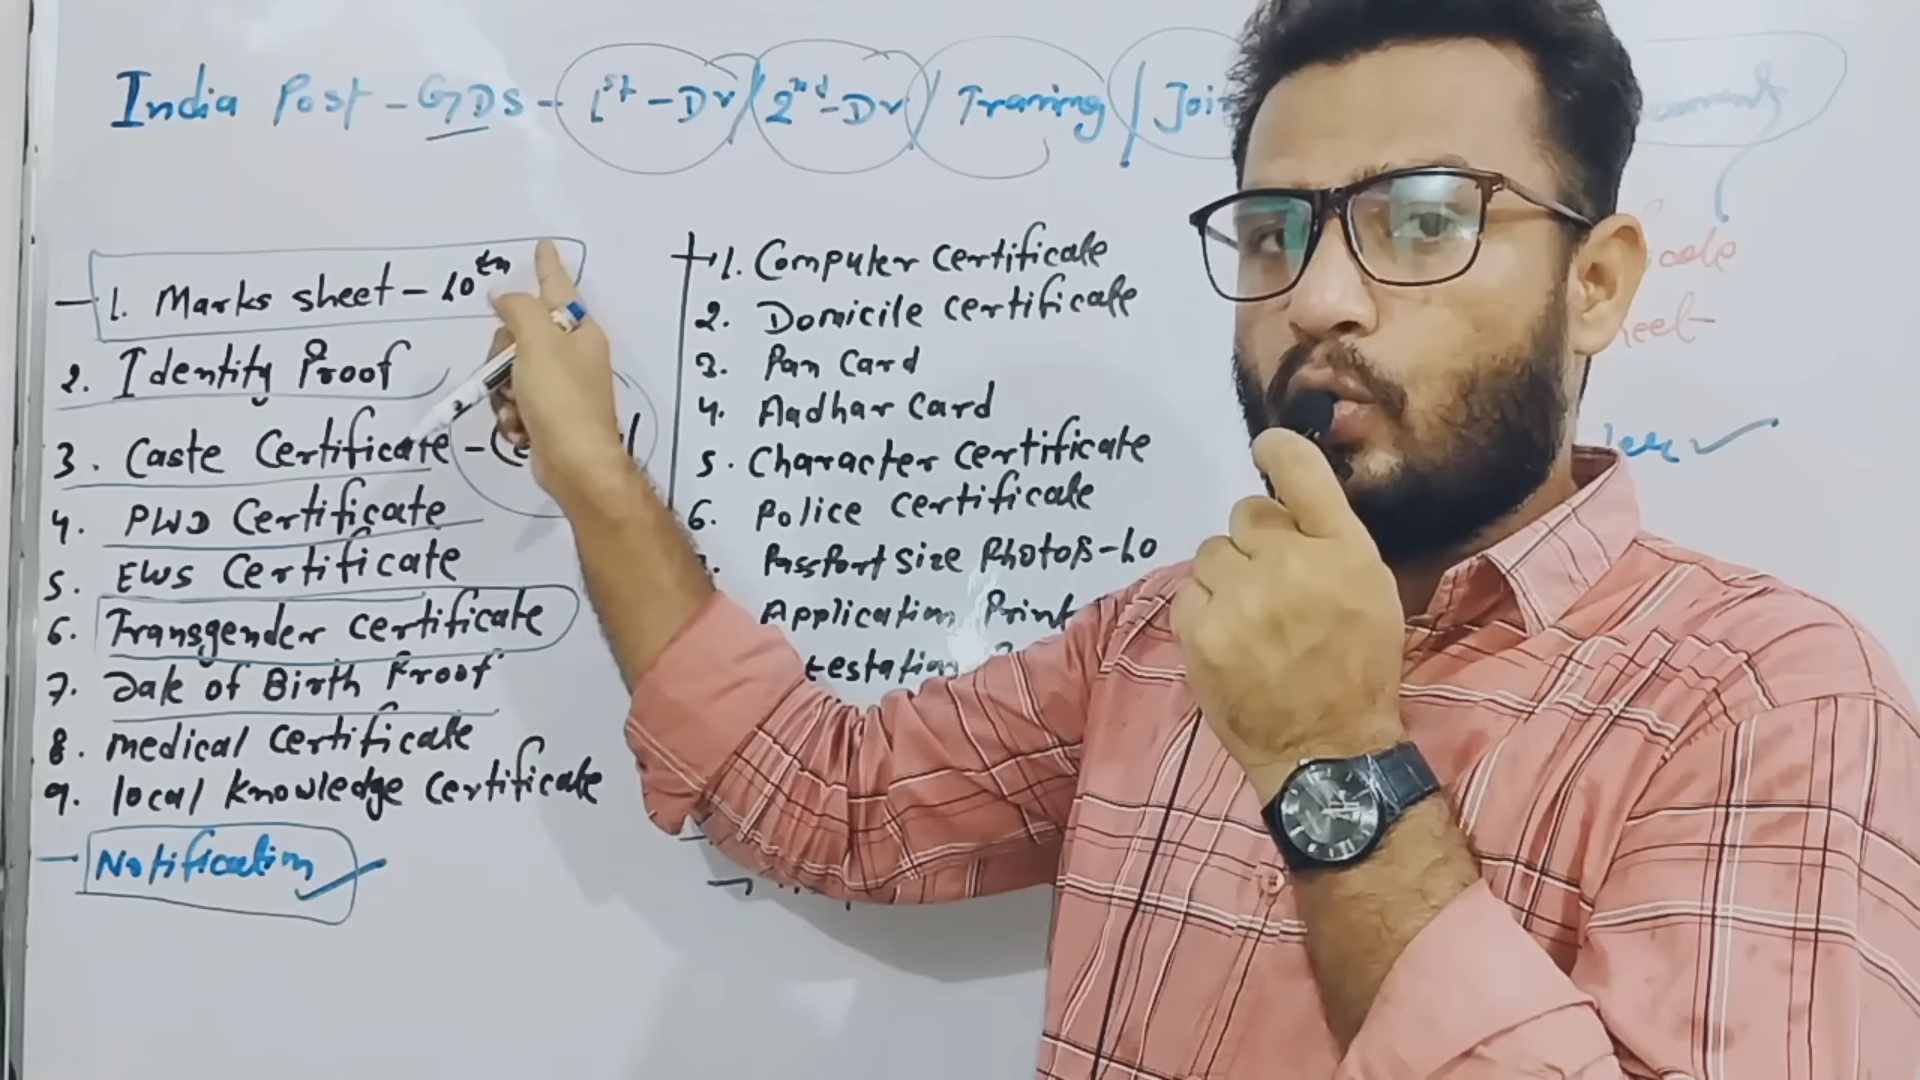 India Post - GDS - 1st - Dv / 2nd - Dv / Traning / Joi
1. Marks sheet - 10th
2. Identity Proof
3. Caste Certificate -
4. PWD Certificate
5. EWS Certificate
6. Transgender certificate
7. Date of Birth Proof
8. medical certificate
9. local knowledge certificate
Notification
1. Computer certificate
2. Domicile certificate
3. Pan Card
4. Aadhar Card
5. Character certificate
6. Police certificate
Passport size Photos-10
Application Print